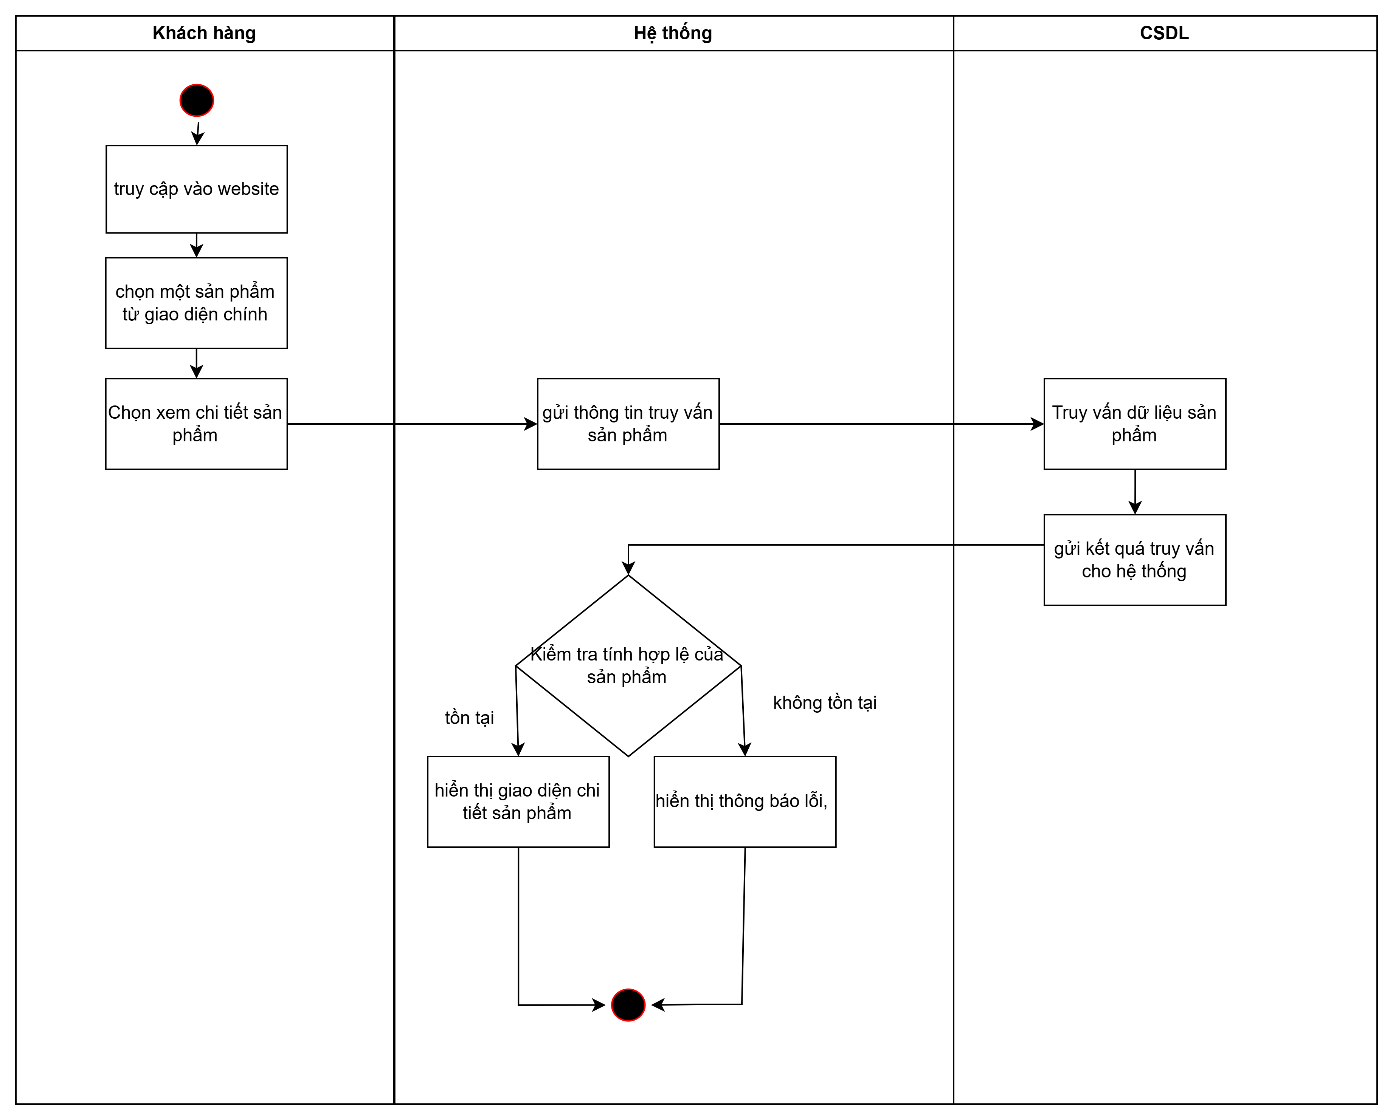 Khách hàng
Hệ thống
CSDL
truy cập vào website
chọn một sản phẩm
từ giao diện chính
Chọn xem chi tiết sản
phẩm
gửi thông tin truy vấn
sản phẩm
Truy vấn dữ liệu sản
phẩm
gửi kết quá truy vấn
cho hệ thống
Kiểm tra tính hợp lệ của
sản phẩm
tồn tại
không tồn tại
hiển thị giao diện chi
tiết sản phẩm
hiển thị thông báo lỗi,